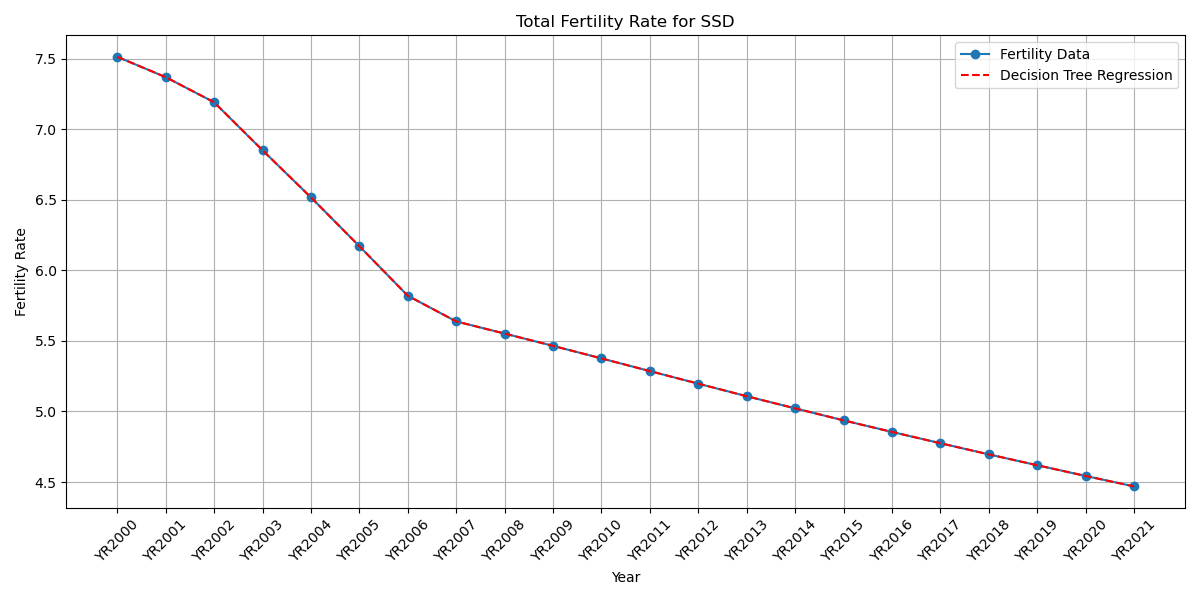 Total Fertility Rate for SSD
Fertility Data
Decision Tree Regression
7.5
7.0
6.5
6.0
5.5
5.0
4.5
Fertility Rate
YR2000
YR2001
YR2002
YR2003
YR2004
YR2005
YR2006
YR2007
YR2008
YR2009
YR2010
YR2011
YR2012
YR2013
YR2014
YR2015
YR2016
YR2017
YR2018
YR2019
YR2020
YR2021
Year